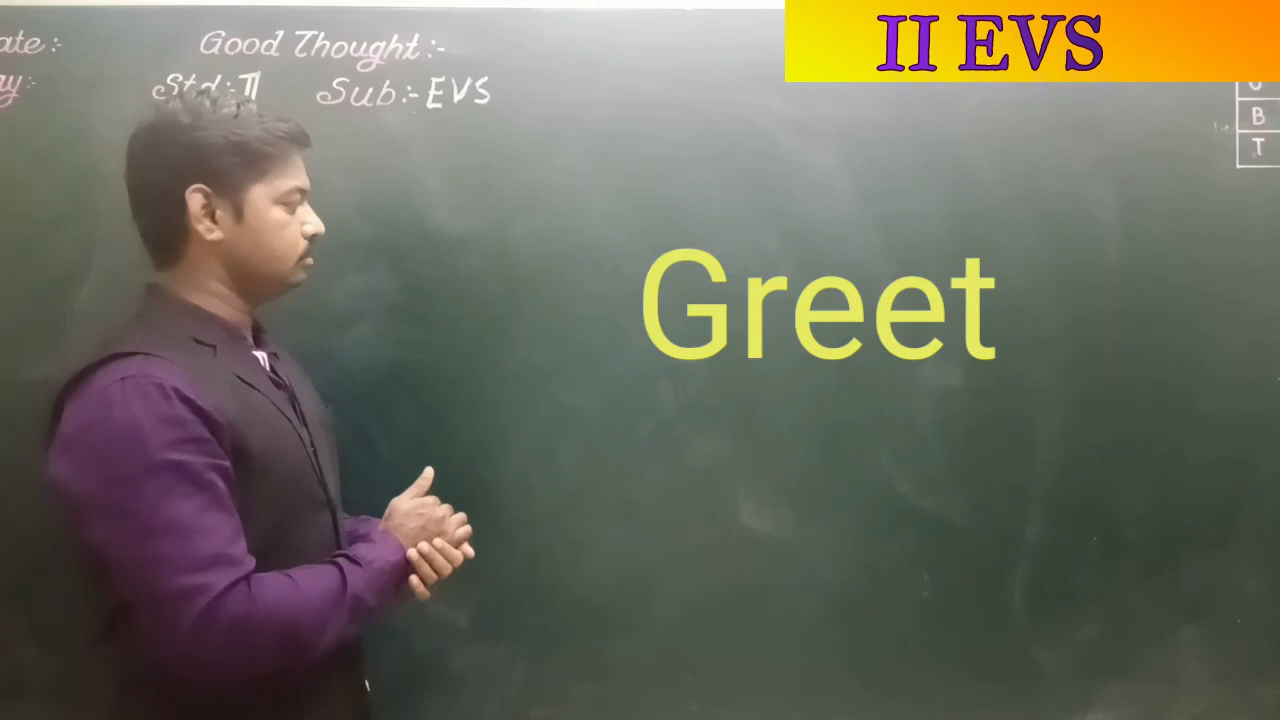 II EVS
ate:-
Good Thought:-
ay:-
Std:-II
Sub:-EVS
B
T
Greet